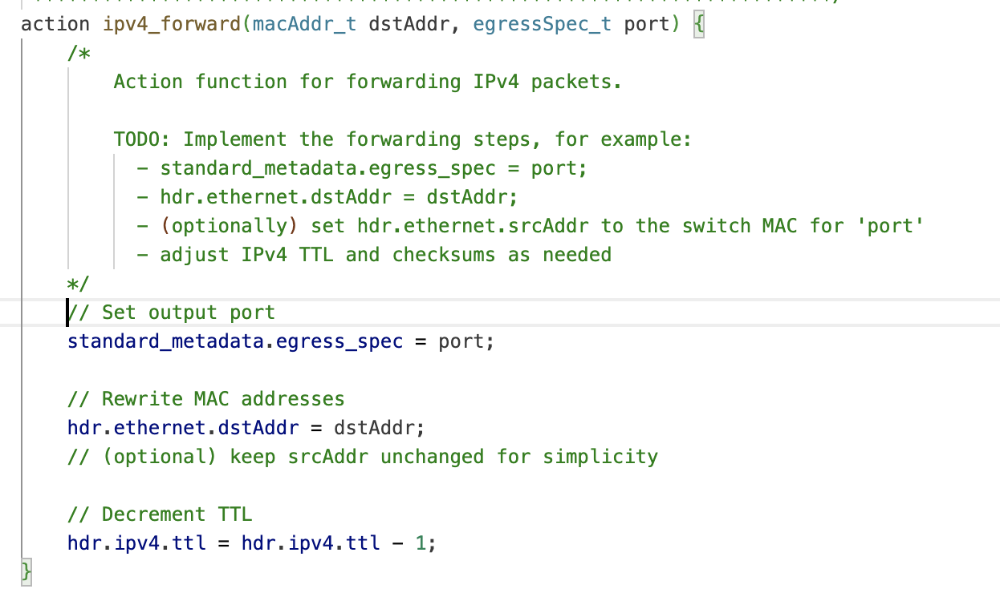 action ipv4_forward(macAddr_t dstAddr, egressSpec_t port) {
/*
Action function for forwarding IPv4 packets.
TODO: Implement the forwarding steps, for example:
- standard_metadata.egress_spec = port;
- hdr.ethernet.dstAddr = dstAddr;
- (optionally) set hdr.ethernet.srcAddr to the switch MAC for 'port'
- adjust IPv4 TTL and checksums as needed
*/
// Set output port
standard_metadata.egress_spec = port;
// Rewrite MAC addresses
hdr.ethernet.dstAddr = dstAddr;
// (optional) keep srcAddr unchanged for simplicity
// Decrement TTL
hdr.ipv4.ttl = hdr.ipv4.ttl - 1;
}